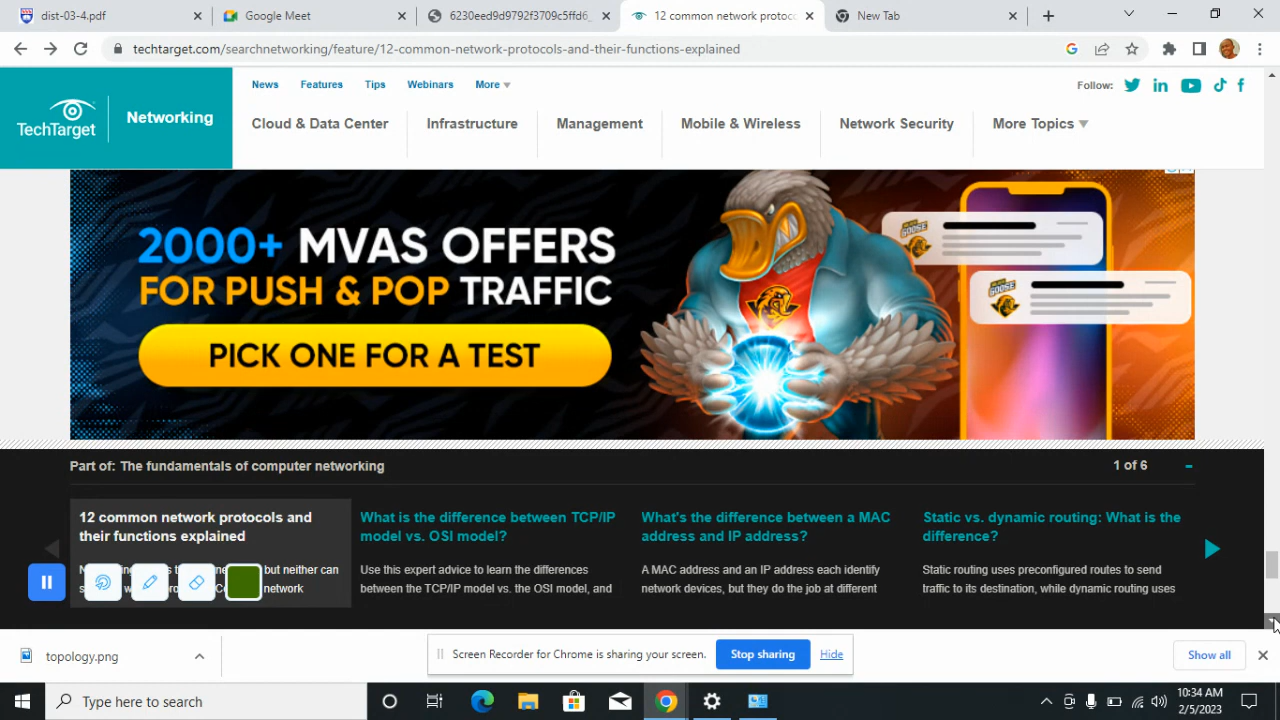 dist-03-4.pdf
Google Meet
6230eed9d9792f3709c5ffd6_
12 common network protoco
New Tab
techtarget.com/searchnetworking/feature/12-common-network-protocols-and-their-functions-explained
TechTarget
Networking
News
Features
Tips
Webinars
More
Follow:
Cloud & Data Center
Infrastructure
Management
Mobile & Wireless
Network Security
More Topics
2000+ MVAS OFFERS
FOR PUSH & POP TRAFFIC
PICK ONE FOR A TEST
Part of: The fundamentals of computer networking
1 of 6
12 common network protocols and
their functions explained
but neither can
network
What is the difference between TCP/IP
model vs. OSI model?
Use this expert advice to learn the differences
between the TCP/IP model vs. the OSI model, and
What's the difference between a MAC
address and IP address?
A MAC address and an IP address each identify
network devices, but they do the job at different
Static vs. dynamic routing: What is the
difference?
Static routing uses preconfigured routes to send
traffic to its destination, while dynamic routing uses
topology.png
Screen Recorder for Chrome is sharing your screen.
Stop sharing
Hide
Show all
Type here to search
10:34 AM
2/5/2023